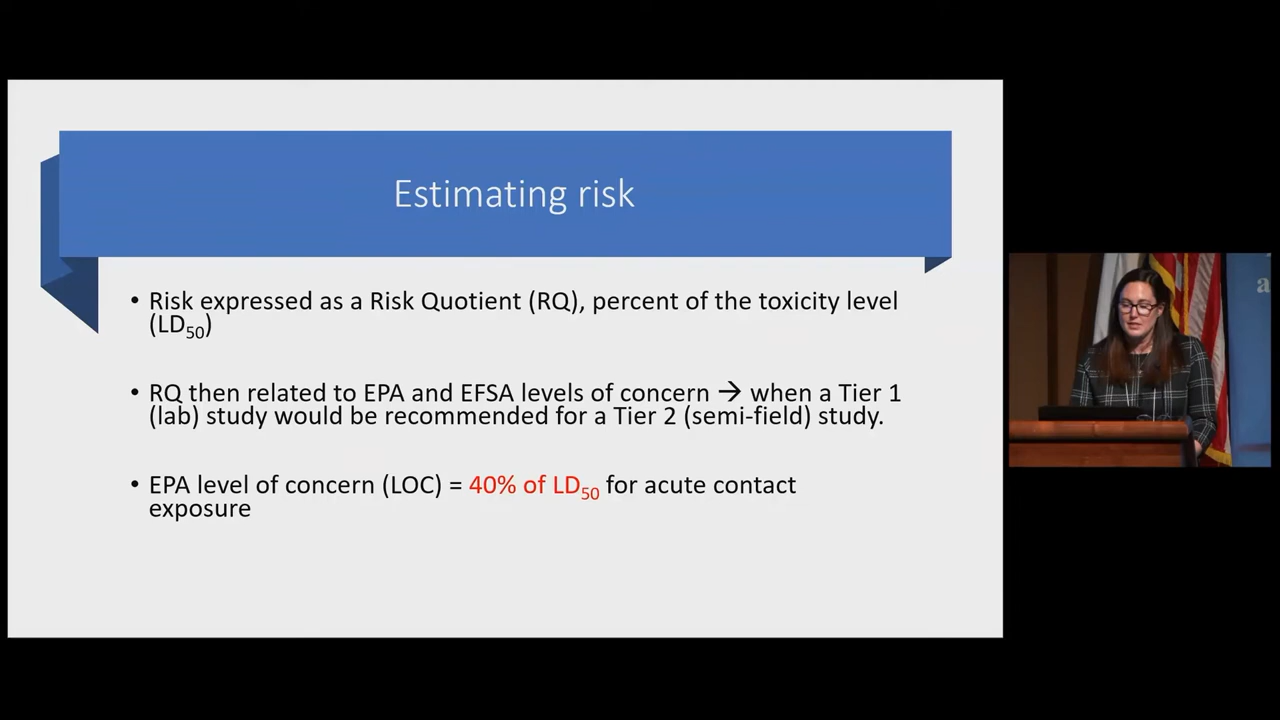 Estimating risk
• Risk expressed as a Risk Quotient (RQ), percent of the toxicity level
(LD50)
• RQ then related to EPA and EFSA levels of concern → when a Tier 1
(lab) study would be recommended for a Tier 2 (semi-field) study.
• EPA level of concern (LOC) = 40% of LD50 for acute contact
exposure
a